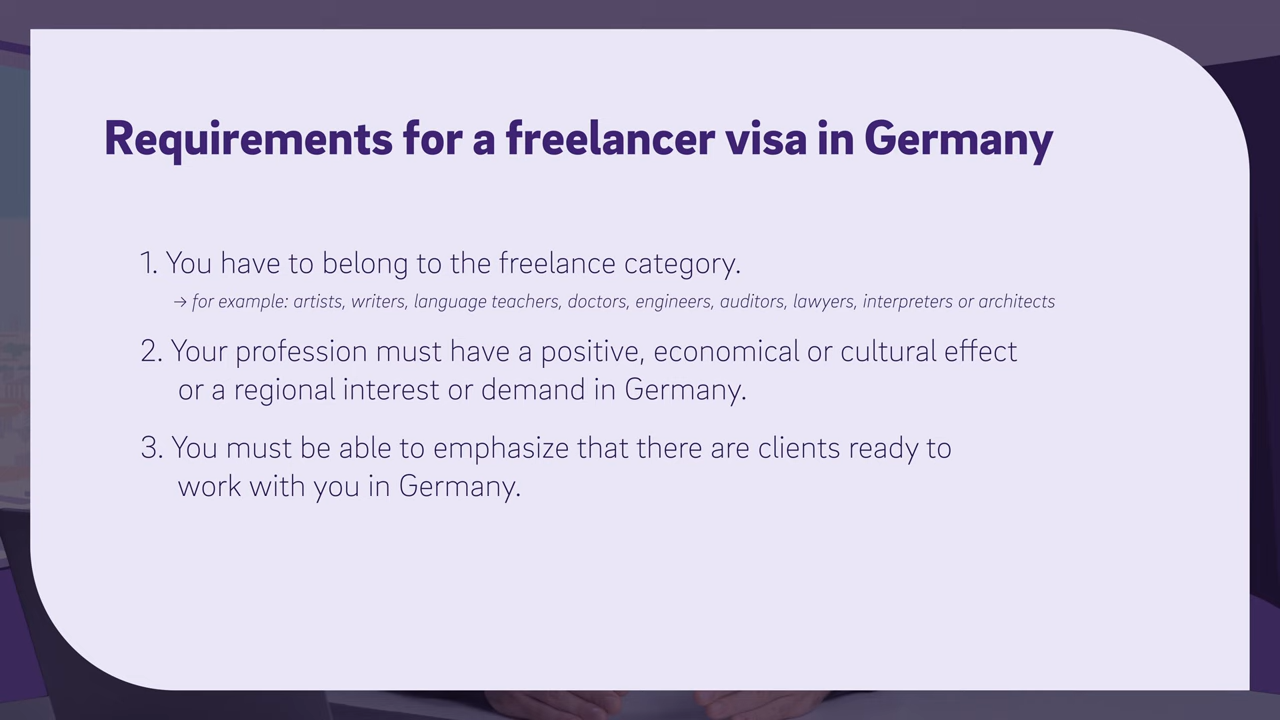 Requirements for a freelancer visa in Germany
1. You have to belong to the freelance category.
→ for example: artists, writers, language teachers, doctors, engineers, auditors, lawyers, interpreters or architects
2. Your profession must have a positive, economical or cultural effect
or a regional interest or demand in Germany.
3. You must be able to emphasize that there are clients ready to
work with you in Germany.